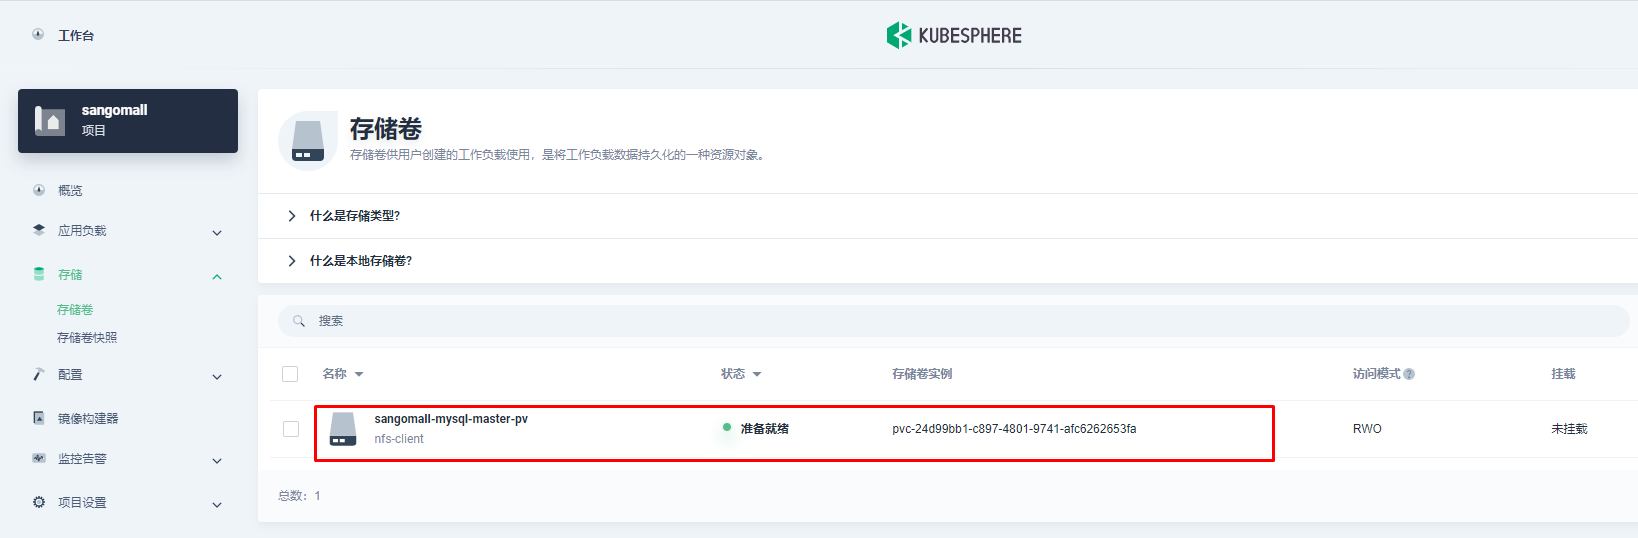 工作台
KUBESPHERE
sangomall
项目
概览
应用负载
存储
存储卷
存储卷快照
配置
镜像构建器
监控告警
项目设置
存储卷
存储卷供用户创建的工作负载使用，是将工作负载数据持久化的一种资源对象。
什么是存储类型?
什么是本地存储卷?
搜索
名称 状态 存储卷实例 访问模式 ? 挂载
sangomall-mysql-master-pv
nfs-client
准备就绪
pvc-24d99bb1-c897-4801-9741-afc6262653fa
RWO
未挂载
总数：1